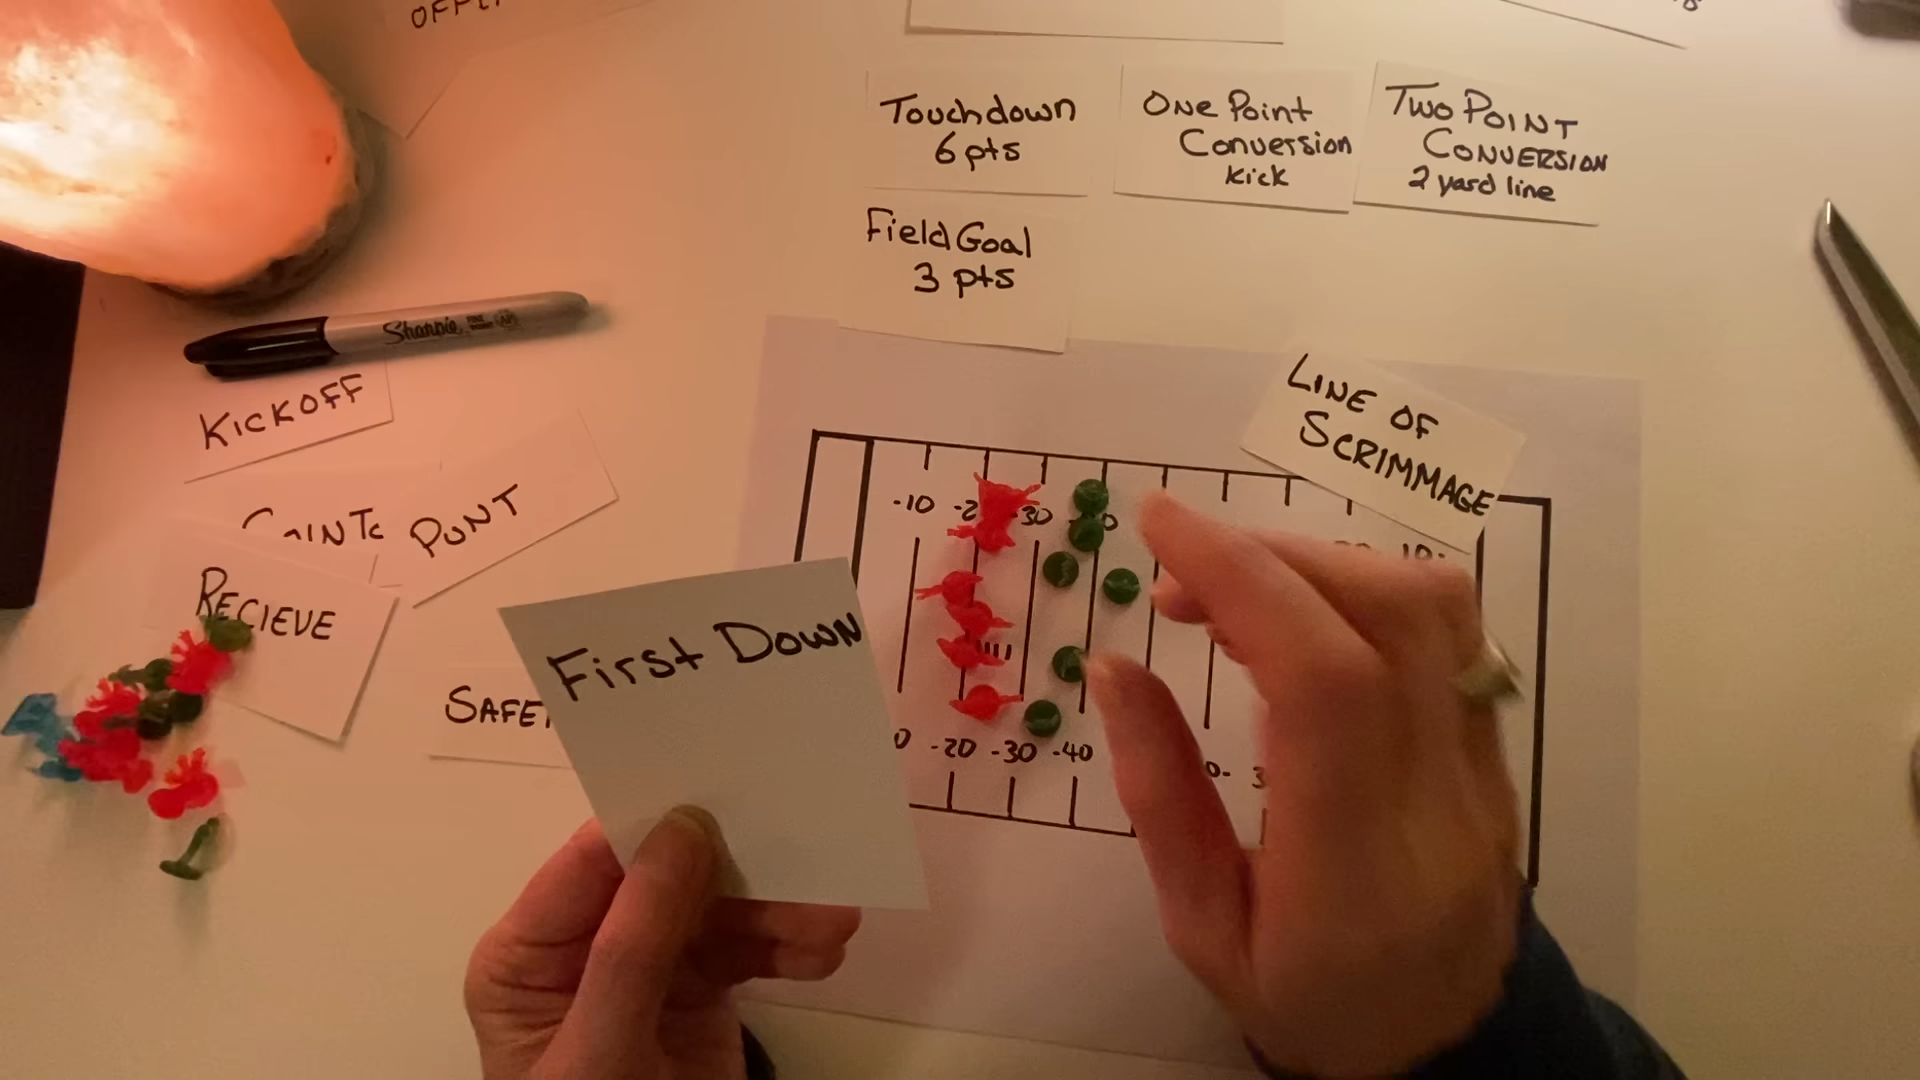 Touchdown
6 pts
One Point
Conversion
kick
Two Point
Conversion
2 yard line
Field Goal
3 pts
Sharpie
Line of
Scrimmage
Kickoff
Punt
Recieve
First Down
-10
30
-20 -30 -40